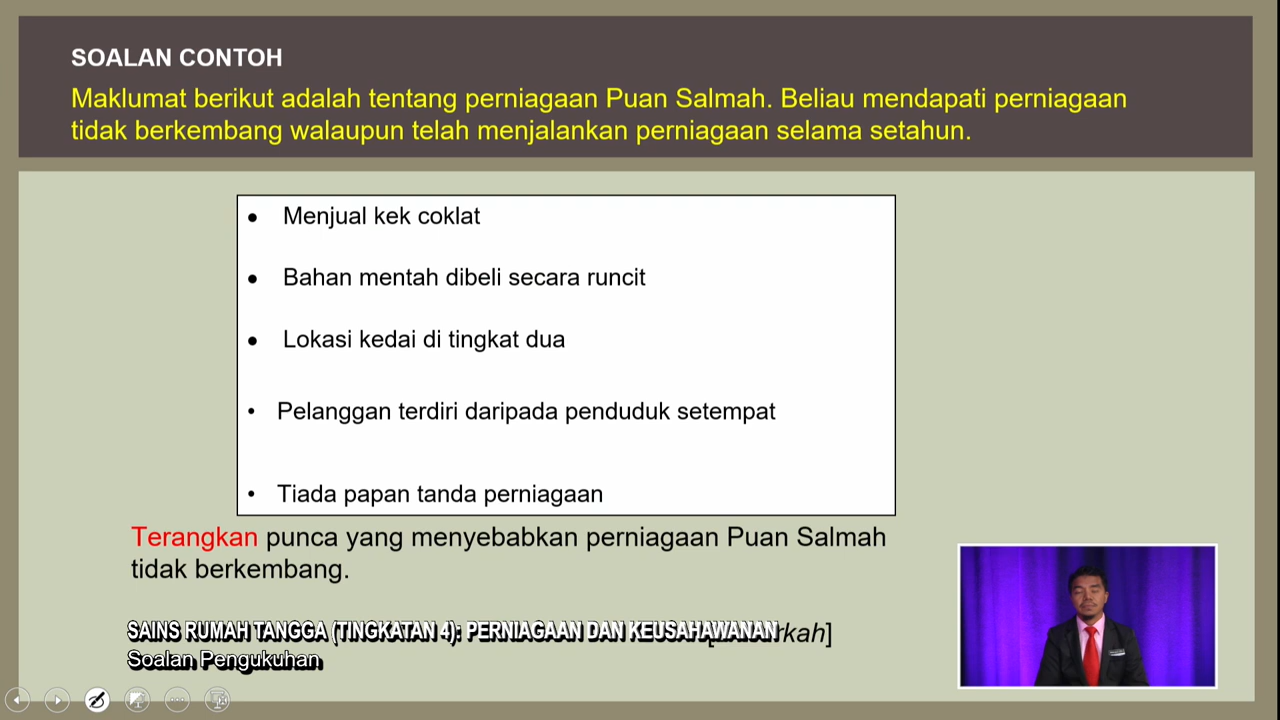 SOALAN CONTOH
Maklumat berikut adalah tentang perniagaan Puan Salmah. Beliau mendapati perniagaan
tidak berkembang walaupun telah menjalankan perniagaan selama setahun.
• Menjual kek coklat
• Bahan mentah dibeli secara runcit
• Lokasi kedai di tingkat dua
• Pelanggan terdiri daripada penduduk setempat
• Tiada papan tanda perniagaan
Terangkan punca yang menyebabkan perniagaan Puan Salmah
tidak berkembang.
SAINS RUMAH TANGGA (TINGKATAN 4): PERNIAGAAN DAN KEUSAHAWANAN
Soalan Pengukuhan